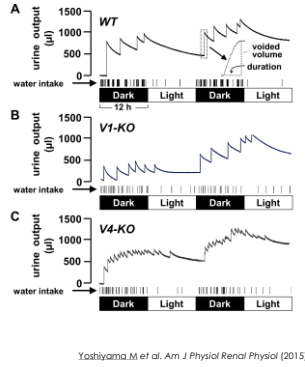 A
WT
urine output
(µl)
1500
1000
500
0
voided
volume
duration
water intake
Dark Light Dark Light
12 h
B
V1-KO
urine output
(µl)
1500
1000
500
0
water intake
Dark Light Dark Light
C
V4-KO
urine output
(µl)
1500
1000
500
0
water intake
Dark Light Dark Light
Yoshiyama M et al. Am J Physiol Renal Physiol (2015)